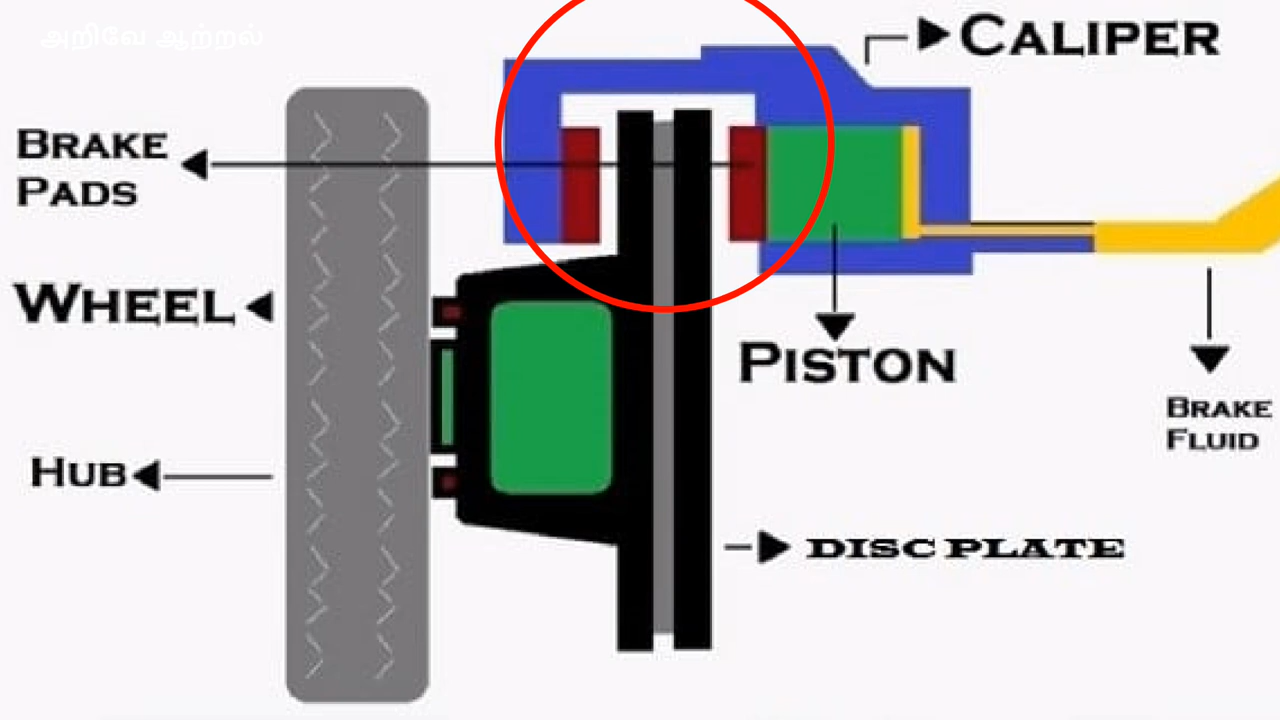 அறிவே ஆற்றல்
CALIPER
BRAKE
PADS
WHEEL
PISTON
BRAKE
FLUID
HUB
DISC PLATE